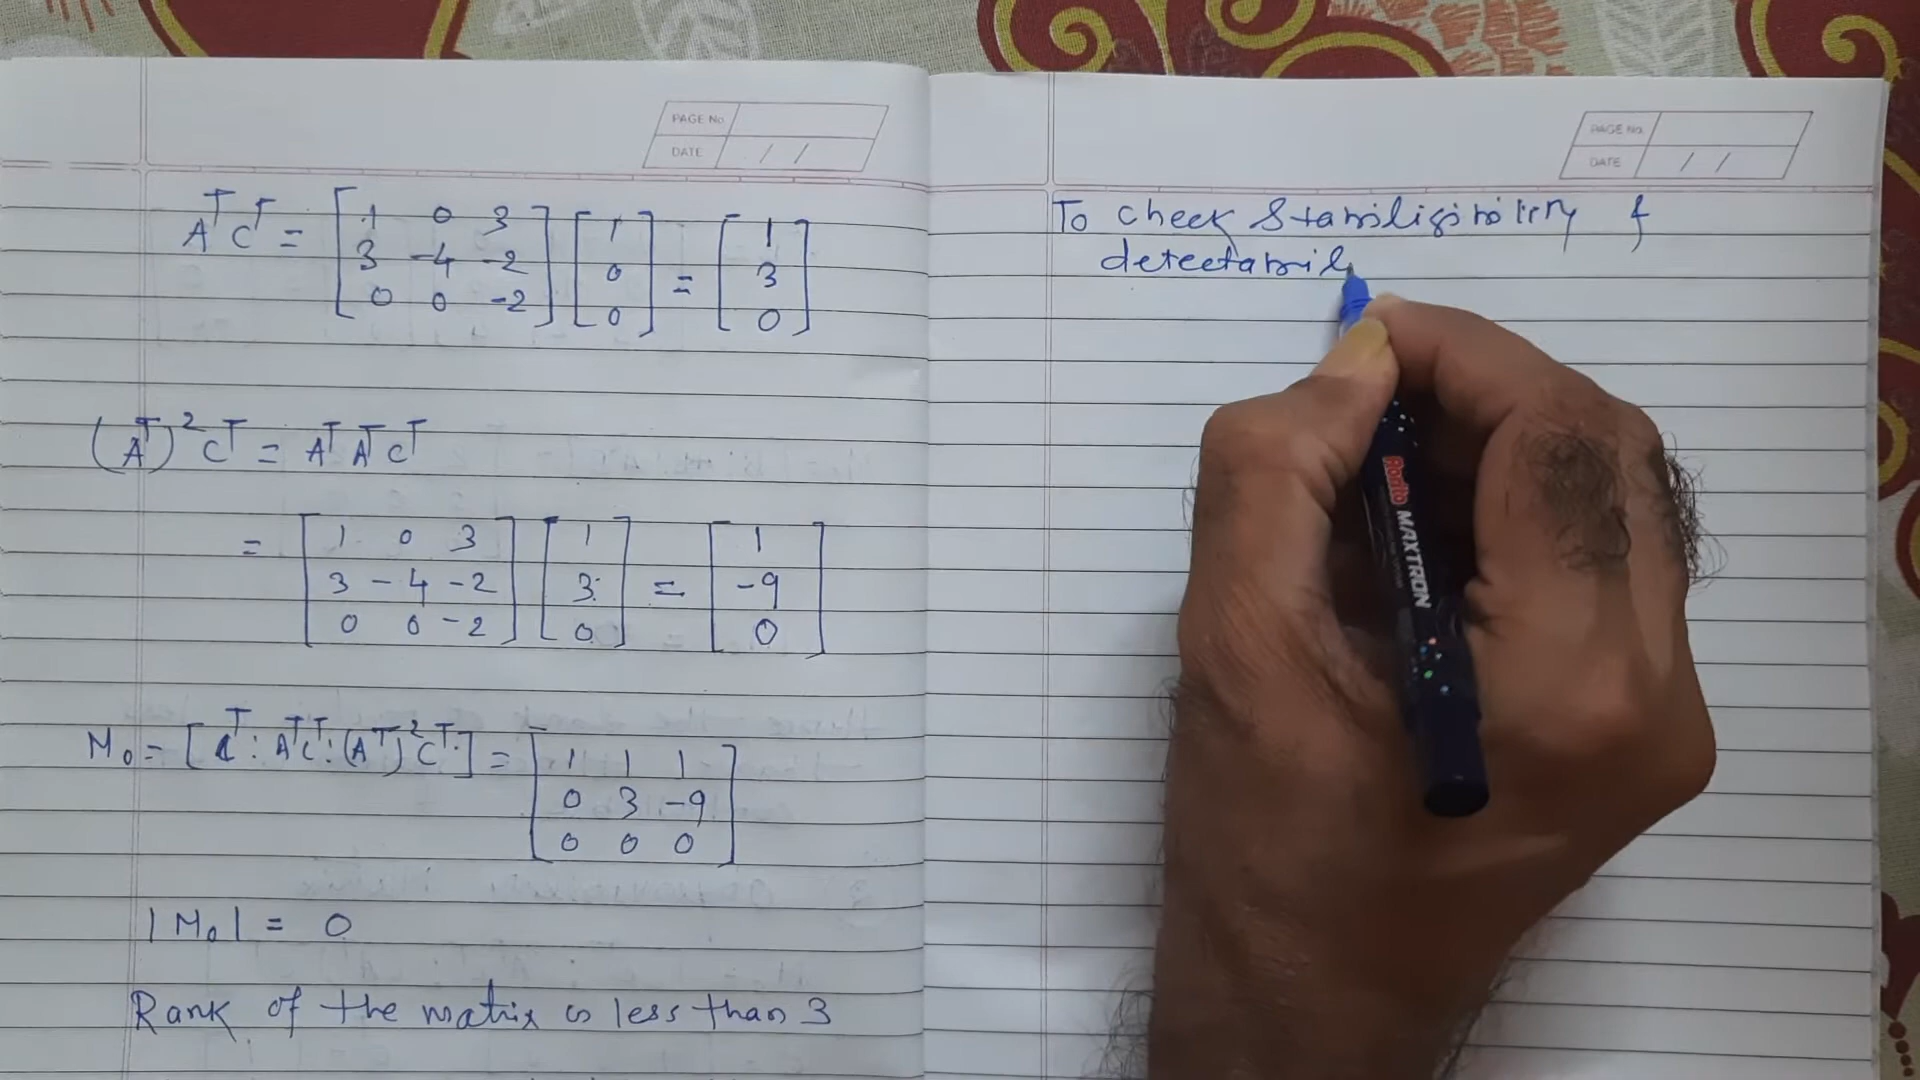 PAGE No.
DATE / /
AᵀCᵀ = [1 0 3; 3 -4 -2; 0 0 -2] [1; 0; 0] = [1; 3; 0]
(Aᵀ)²Cᵀ = AᵀAᵀCᵀ
= [1 0 3; 3 -4 -2; 0 0 -2] [1; 3; 0] = [1; -9; 0]
M₀ = [Cᵀ : AᵀCᵀ : (Aᵀ)²Cᵀ] = [1 1 1; 0 3 -9; 0 0 0]
|M₀| = 0
Rank of the matrix is less than 3
PAGE No.
DATE / /
To check Stabiligibility &
detectabil
Rorito MAXTRON